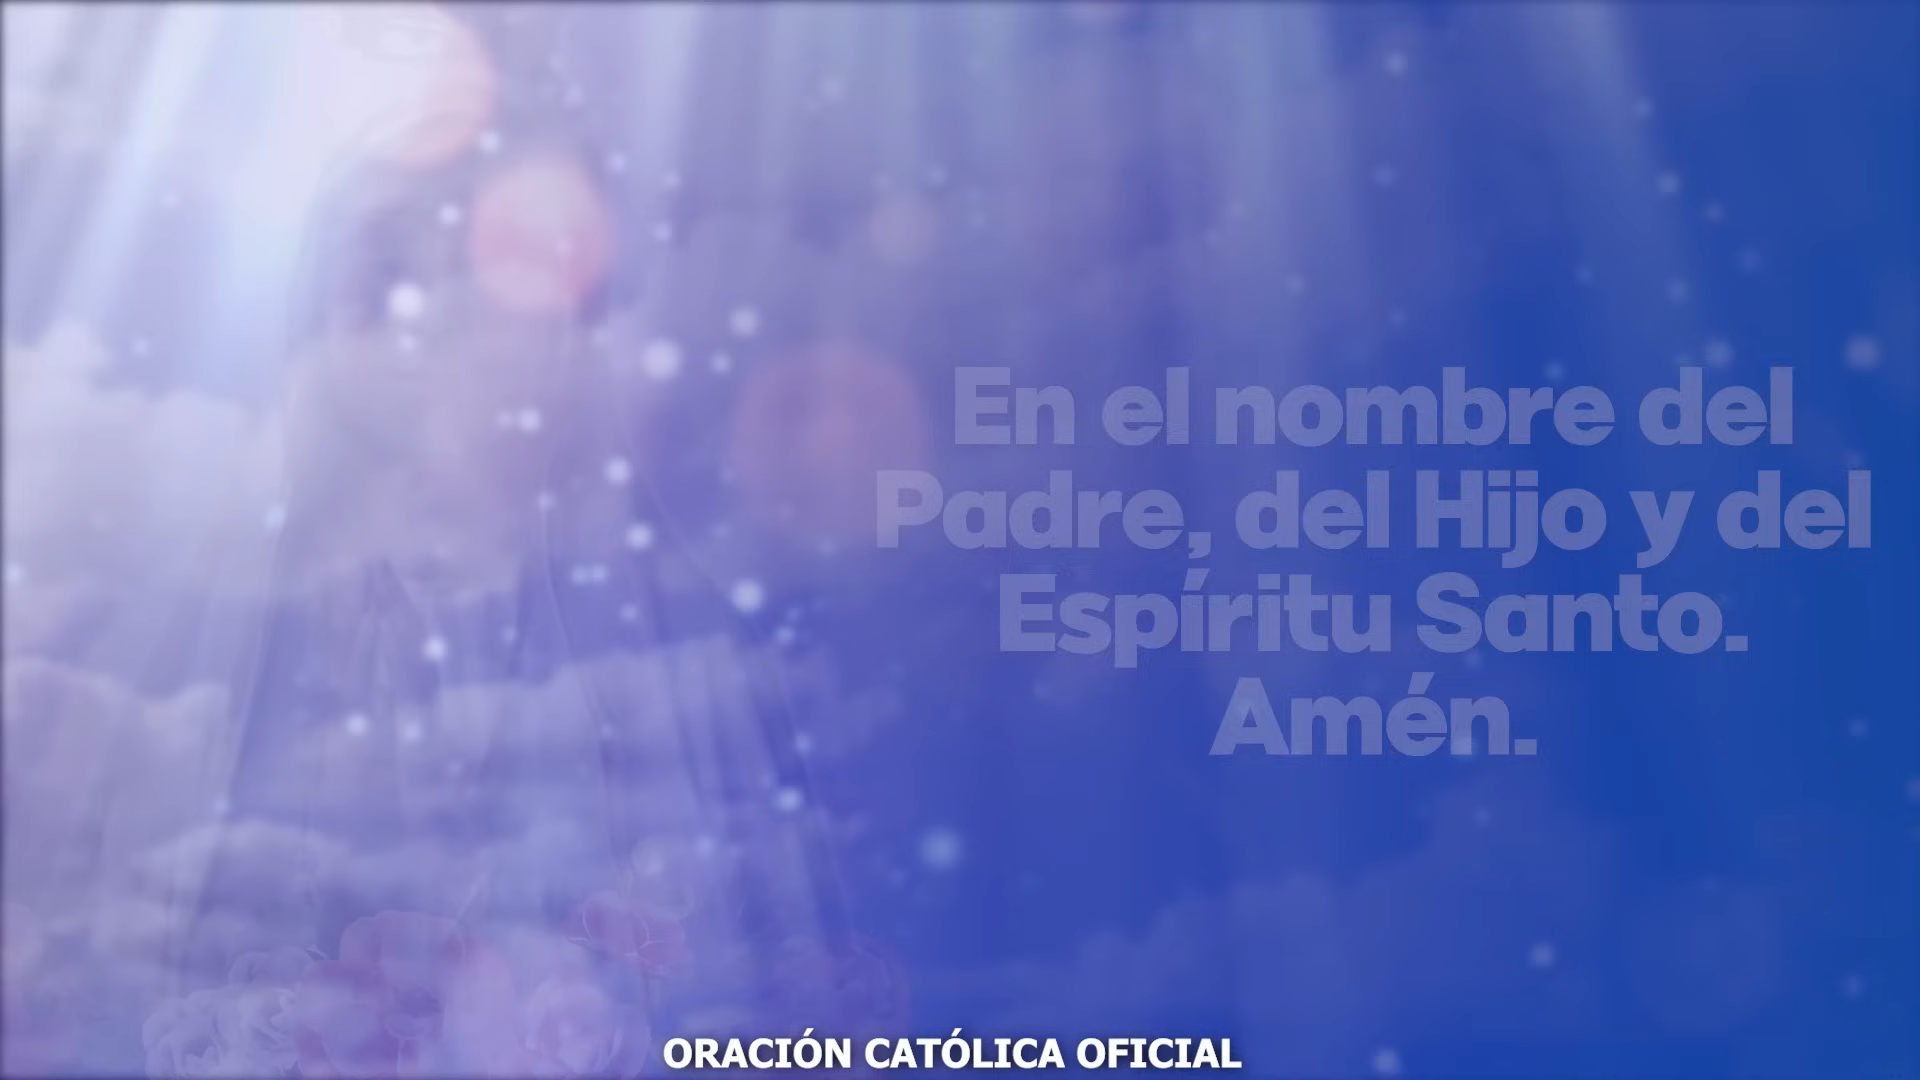 En el nombre del
Padre, del Hijo y del
Espíritu Santo.
Amén.
ORACIÓN CATÓLICA OFICIAL